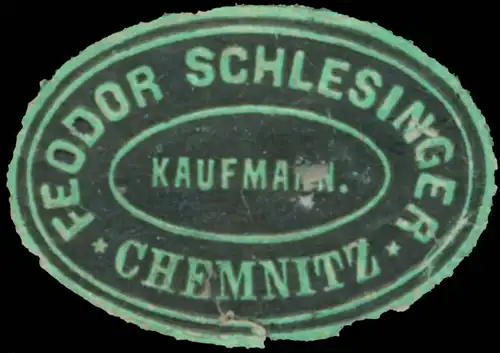 FEODOR SCHLESINGER
KAUFMANN.
* CHEMNITZ *